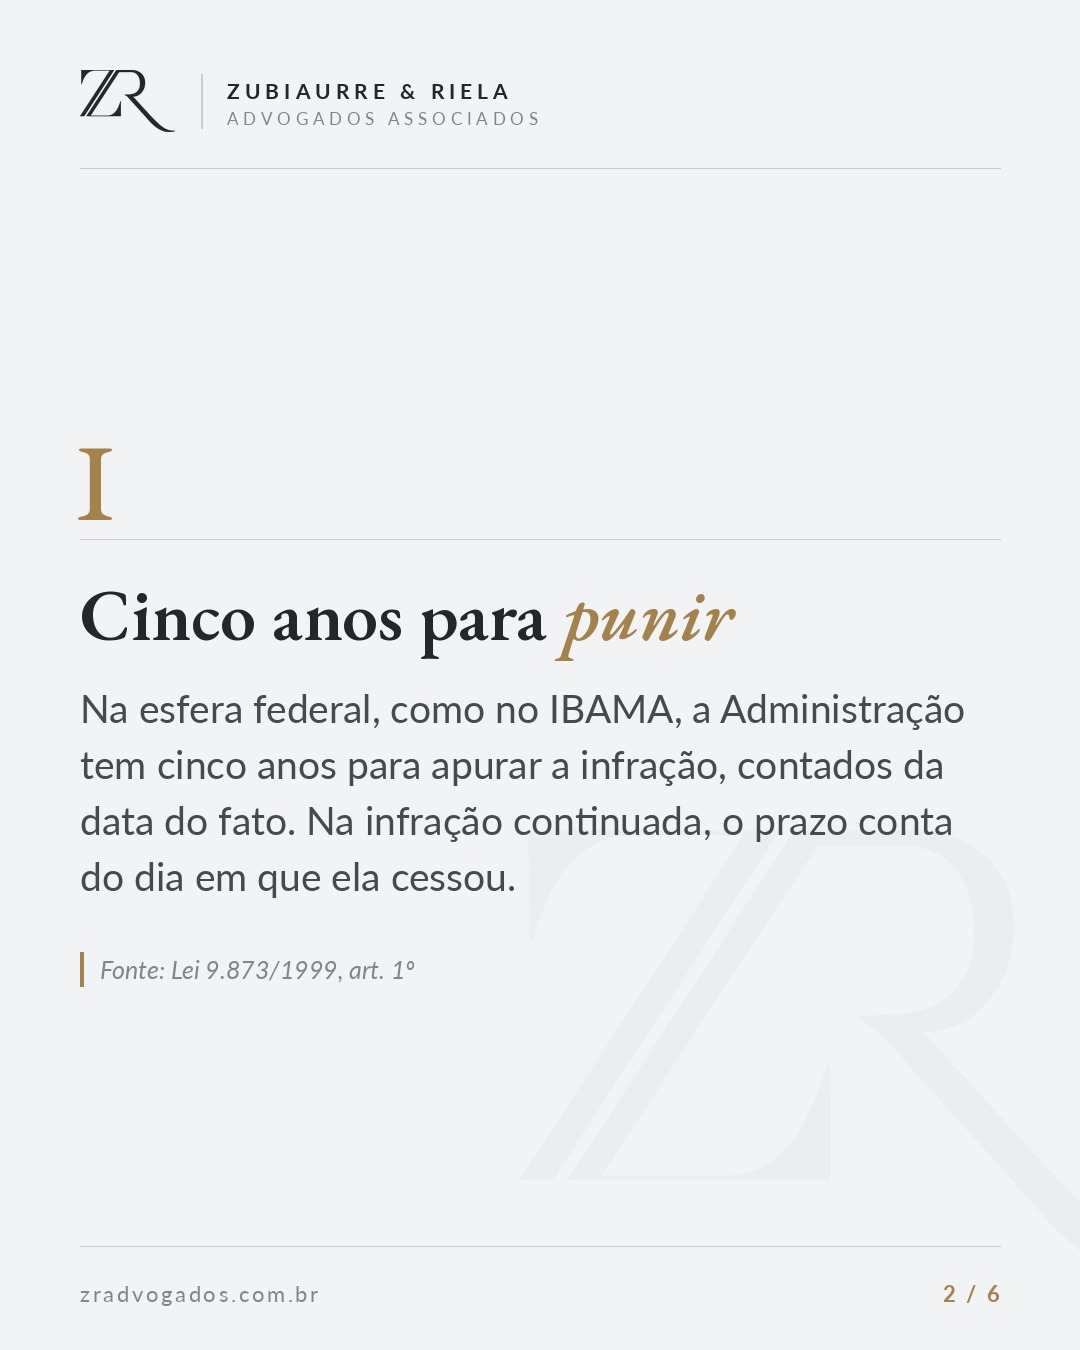 ZR
ZUBIAURRE & RIELA
ADVOGADOS ASSOCIADOS
I
Cinco anos para punir
Na esfera federal, como no IBAMA, a Administração
tem cinco anos para apurar a infração, contados da
data do fato. Na infração continuada, o prazo conta
do dia em que ela cessou.
Fonte: Lei 9.873/1999, art. 1º
ZR
zradvogados.com.br
2 / 6